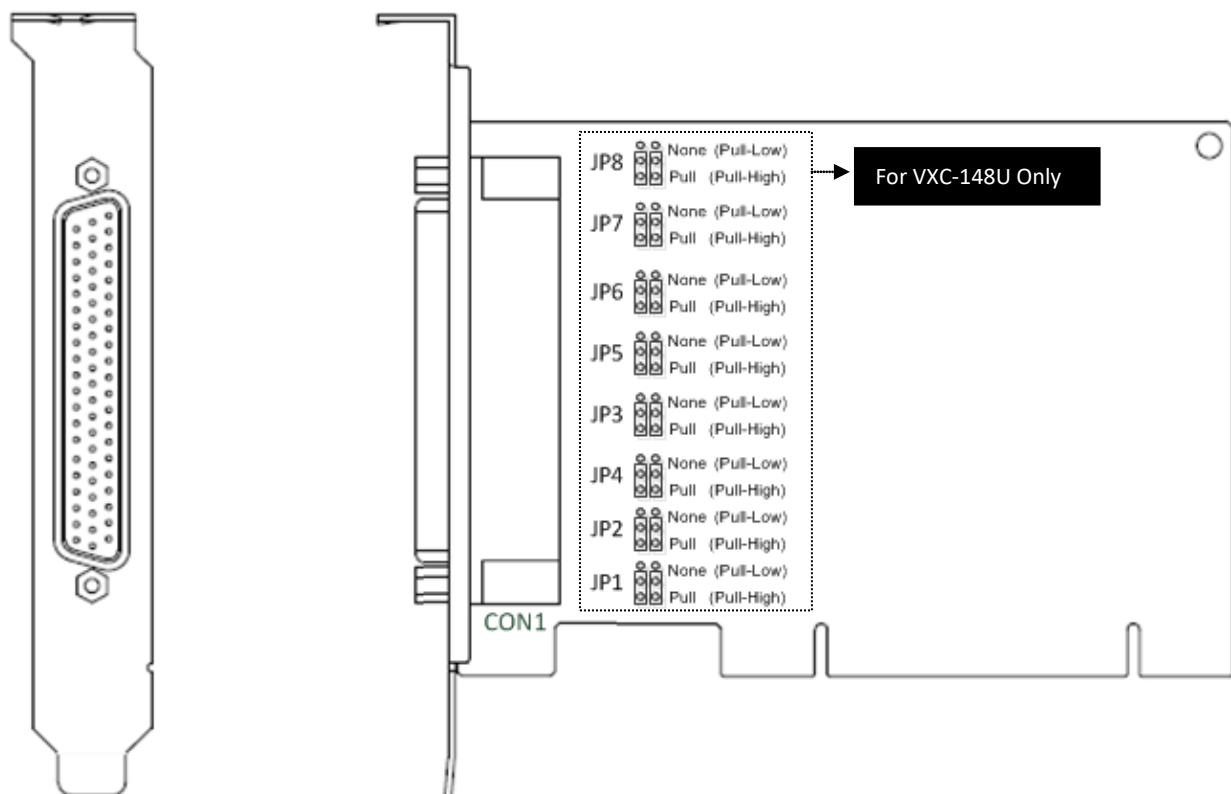 JP8 None (Pull-Low)
Pull (Pull-High)
For VXC-148U Only
JP7 None (Pull-Low)
Pull (Pull-High)
JP6 None (Pull-Low)
Pull (Pull-High)
JP5 None (Pull-Low)
Pull (Pull-High)
JP3 None (Pull-Low)
Pull (Pull-High)
JP4 None (Pull-Low)
Pull (Pull-High)
JP2 None (Pull-Low)
Pull (Pull-High)
JP1 None (Pull-Low)
Pull (Pull-High)
CON1